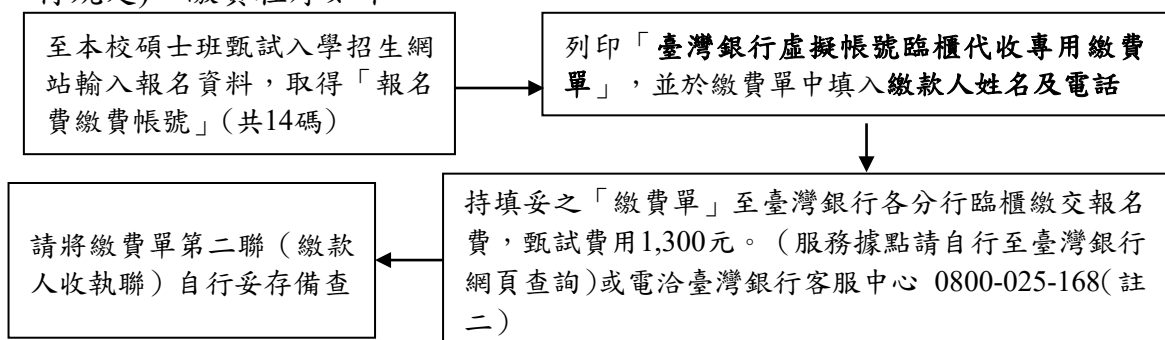 至本校碩士班甄試入學招生網
站輸入報名資料，取得「報名
費繳費帳號」(共14碼)
列印「臺灣銀行虛擬帳號臨櫃代收專用繳費
單」，並於繳費單中填入繳款人姓名及電話
持填妥之「繳費單」至臺灣銀行各分行臨櫃繳交報名
費，甄試費用1,300元。（服務據點請自行至臺灣銀行
網頁查詢)或電洽臺灣銀行客服中心 0800-025-168(註
二）
請將繳費單第二聯（繳款
人收執聯）自行妥存備查